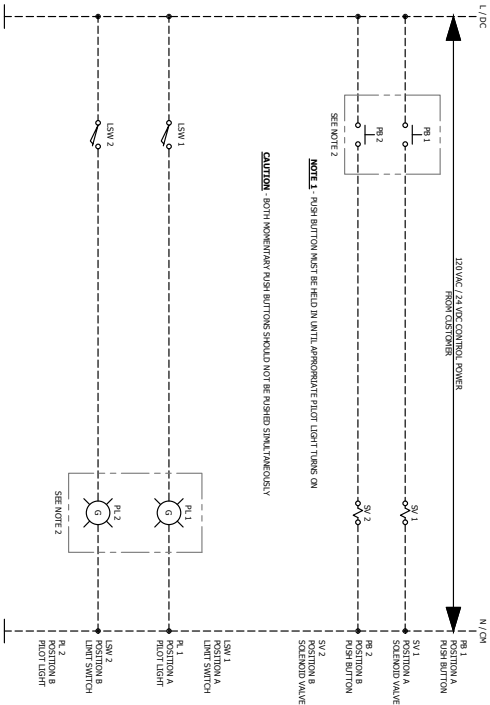 L / DC
N / CM
120 VAC / 24 VDC CONTROL POWER
FROM CUSTOMER
PB 1
SV 1
PB 1
POSITION A
PUSH BUTTON
SV 1
POSITION A
SOLENOID VALVE
PB 2
SV 2
PB 2
POSITION B
PUSH BUTTON
SV 2
POSITION B
SOLENOID VALVE
SEE NOTE 2
NOTE 1 - PUSH BUTTON MUST BE HELD IN UNTIL APPROPRIATE PILOT LIGHT TURNS ON
CAUTION - BOTH MOMENTARY PUSH BUTTONS SHOULD NOT BE PUSHED SIMULTANEOUSLY
LSW 1
PL 1
G
LSW 1
POSITION A
LIMIT SWITCH
PL 1
POSITION A
PILOT LIGHT
LSW 2
PL 2
G
LSW 2
POSITION B
LIMIT SWITCH
PL 2
POSITION B
PILOT LIGHT
SEE NOTE 2